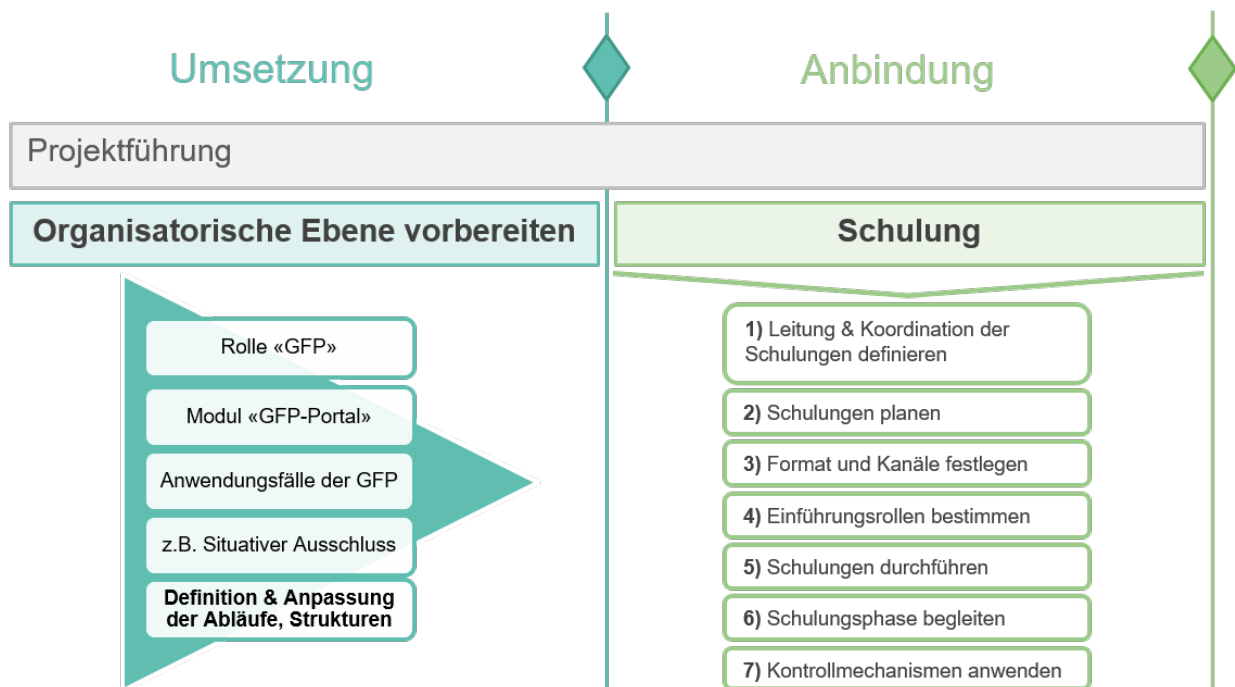 Umsetzung
Anbindung
Projektführung
Organisatorische Ebene vorbereiten
Schulung
Rolle «GFP»
Modul «GFP-Portal»
Anwendungsfälle der GFP
z.B. Situativer Ausschluss
Definition & Anpassung
der Abläufe, Strukturen
1) Leitung & Koordination der
Schulungen definieren
2) Schulungen planen
3) Format und Kanäle festlegen
4) Einführungsrollen bestimmen
5) Schulungen durchführen
6) Schulungsphase begleiten
7) Kontrollmechanismen anwenden